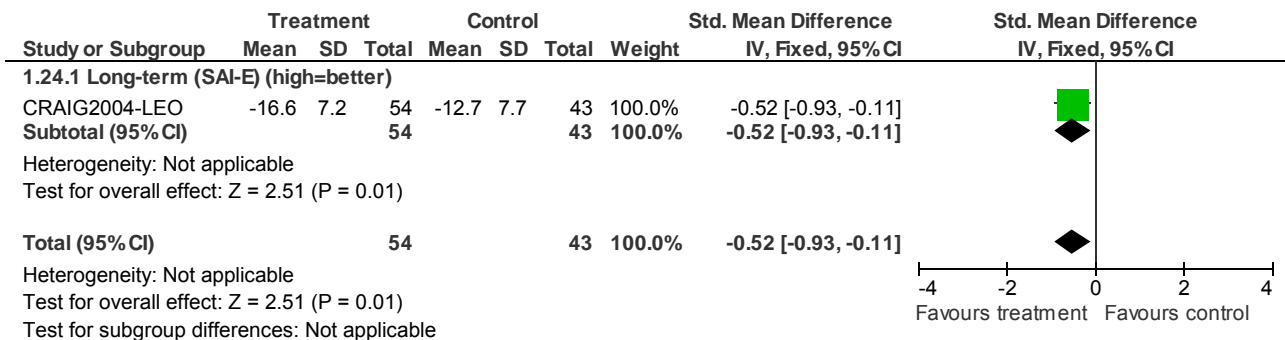 Treatment Control Std. Mean Difference Std. Mean Difference
Study or Subgroup Mean SD Total Mean SD Total Weight IV, Fixed, 95% CI IV, Fixed, 95% CI
1.24.1 Long-term (SAI-E) (high=better)
CRAIG2004-LEO -16.6 7.2 54 -12.7 7.7 43 100.0% -0.52 [-0.93, -0.11]
Subtotal (95% CI) 54 43 100.0% -0.52 [-0.93, -0.11]
Heterogeneity: Not applicable
Test for overall effect: Z = 2.51 (P = 0.01)
Total (95% CI) 54 43 100.0% -0.52 [-0.93, -0.11]
Heterogeneity: Not applicable
Test for overall effect: Z = 2.51 (P = 0.01)
Test for subgroup differences: Not applicable
-4 -2 0 2 4
Favours treatment Favours control